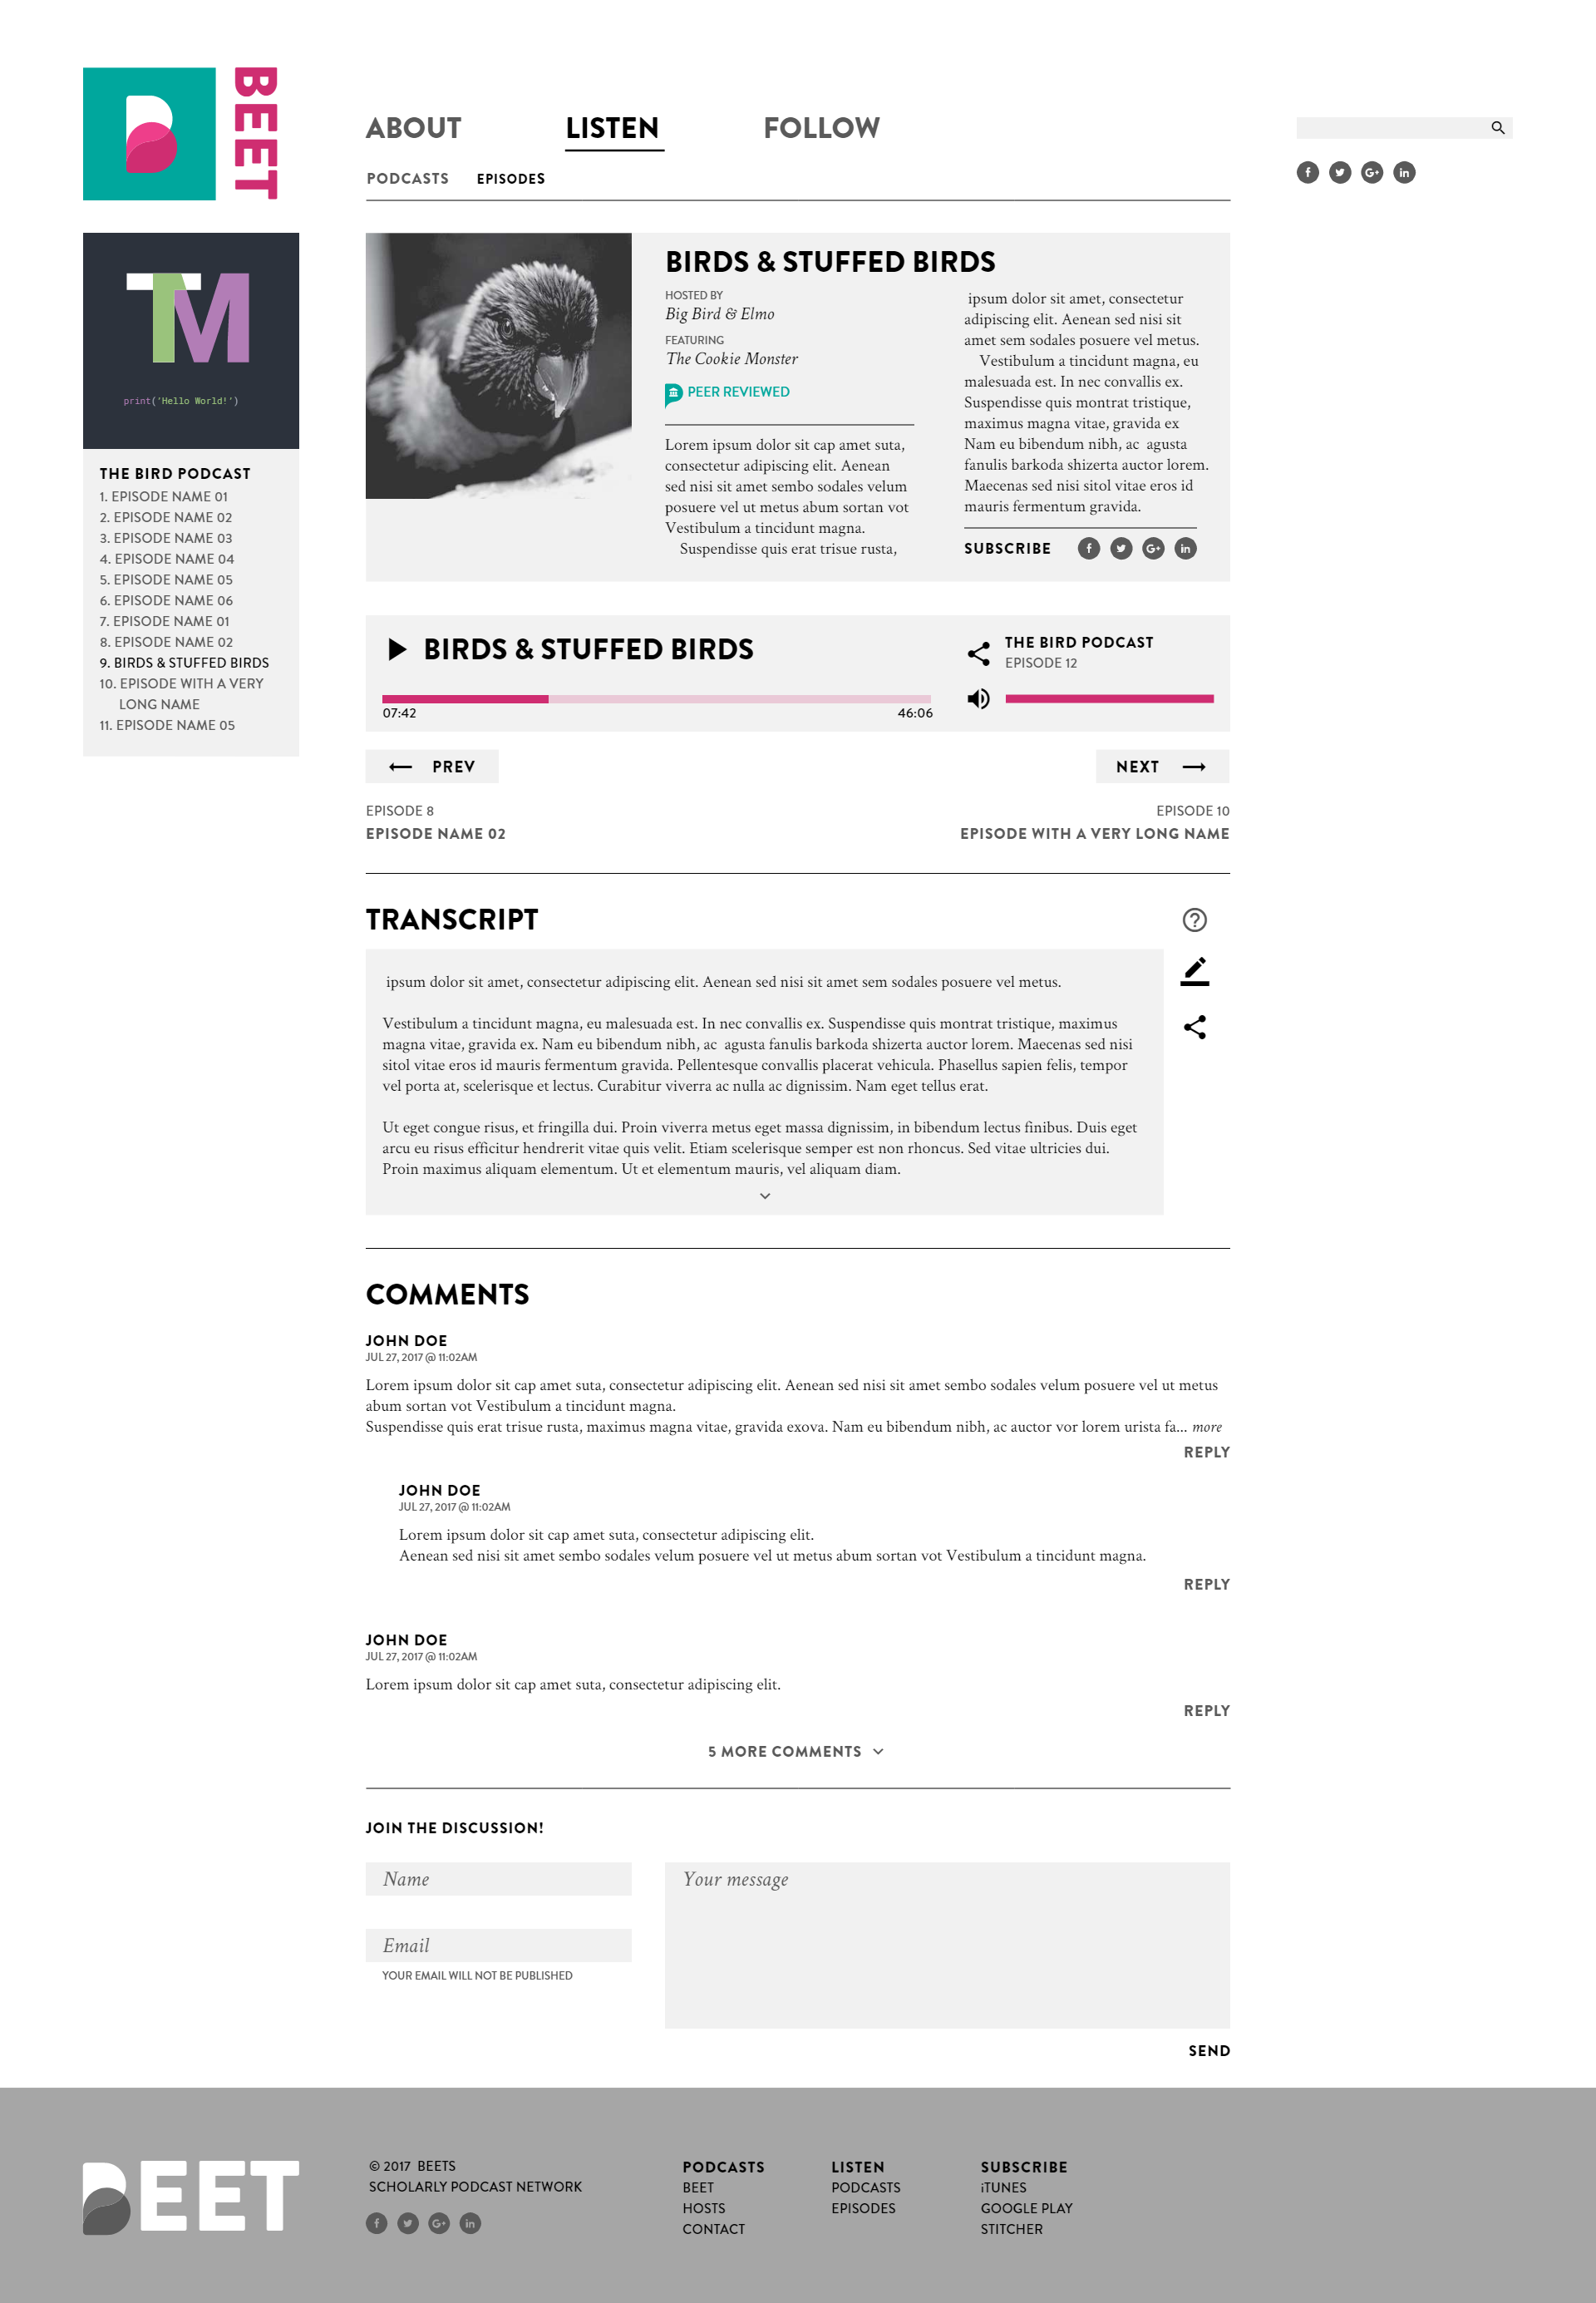 BEET
ABOUT
LISTEN
FOLLOW
PODCASTS
EPISODES
TM
print('Hello World!')
THE BIRD PODCAST
1. EPISODE NAME 01
2. EPISODE NAME 02
3. EPISODE NAME 03
4. EPISODE NAME 04
5. EPISODE NAME 05
6. EPISODE NAME 06
7. EPISODE NAME 01
8. EPISODE NAME 02
9. BIRDS & STUFFED BIRDS
10. EPISODE WITH A VERY
LONG NAME
11. EPISODE NAME 05
BIRDS & STUFFED BIRDS
HOSTED BY
Big Bird & Elmo
FEATURING
The Cookie Monster
PEER REVIEWED
Lorem ipsum dolor sit cap amet suta,
consectetur adipiscing elit. Aenean
sed nisi sit amet sembo sodales velum
posuere vel ut metus abum sortan vot
Vestibulum a tincidunt magna.
Suspendisse quis erat trisue rusta,
ipsum dolor sit amet, consectetur
adipiscing elit. Aenean sed nisi sit
amet sem sodales posuere vel metus.
Vestibulum a tincidunt magna, eu
malesuada est. In nec convallis ex.
Suspendisse quis montrat tristique,
maximus magna vitae, gravida ex
Nam eu bibendum nibh, ac agusta
fanulis barkoda shizerta auctor lorem.
Maecenas sed nisi sitol vitae eros id
mauris fermentum gravida.
SUBSCRIBE
BIRDS & STUFFED BIRDS
07:42
46:06
THE BIRD PODCAST
EPISODE 12
PREV
NEXT
EPISODE 8
EPISODE NAME 02
EPISODE 10
EPISODE WITH A VERY LONG NAME
TRANSCRIPT
ipsum dolor sit amet, consectetur adipiscing elit. Aenean sed nisi sit amet sem sodales posuere vel metus.
Vestibulum a tincidunt magna, eu malesuada est. In nec convallis ex. Suspendisse quis montrat tristique, maximus
magna vitae, gravida ex. Nam eu bibendum nibh, ac agusta fanulis barkoda shizerta auctor lorem. Maecenas sed nisi
sitol vitae eros id mauris fermentum gravida. Pellentesque convallis placerat vehicula. Phasellus sapien felis, tempor
vel porta at, scelerisque et lectus. Curabitur viverra ac nulla ac dignissim. Nam eget tellus erat.
Ut eget congue risus, et fringilla dui. Proin viverra metus eget massa dignissim, in bibendum lectus finibus. Duis eget
arcu eu risus efficitur hendrerit vitae quis velit. Etiam scelerisque semper est non rhoncus. Sed vitae ultricies dui.
Proin maximus aliquam elementum. Ut et elementum mauris, vel aliquam diam.
COMMENTS
JOHN DOE
JUL 27, 2017 @ 11:02AM
Lorem ipsum dolor sit cap amet suta, consectetur adipiscing elit. Aenean sed nisi sit amet sembo sodales velum posuere vel ut metus
abum sortan vot Vestibulum a tincidunt magna.
Suspendisse quis erat trisue rusta, maximus magna vitae, gravida exova. Nam eu bibendum nibh, ac auctor vor lorem urista fa... more
REPLY
JOHN DOE
JUL 27, 2017 @ 11:02AM
Lorem ipsum dolor sit cap amet suta, consectetur adipiscing elit.
Aenean sed nisi sit amet sembo sodales velum posuere vel ut metus abum sortan vot Vestibulum a tincidunt magna.
REPLY
JOHN DOE
JUL 27, 2017 @ 11:02AM
Lorem ipsum dolor sit cap amet suta, consectetur adipiscing elit.
REPLY
5 MORE COMMENTS
JOIN THE DISCUSSION!
Name
Email
YOUR EMAIL WILL NOT BE PUBLISHED
Your message
SEND
BEET
© 2017 BEETS
SCHOLARLY PODCAST NETWORK
PODCASTS
BEET
HOSTS
CONTACT
LISTEN
PODCASTS
EPISODES
SUBSCRIBE
iTUNES
GOOGLE PLAY
STITCHER